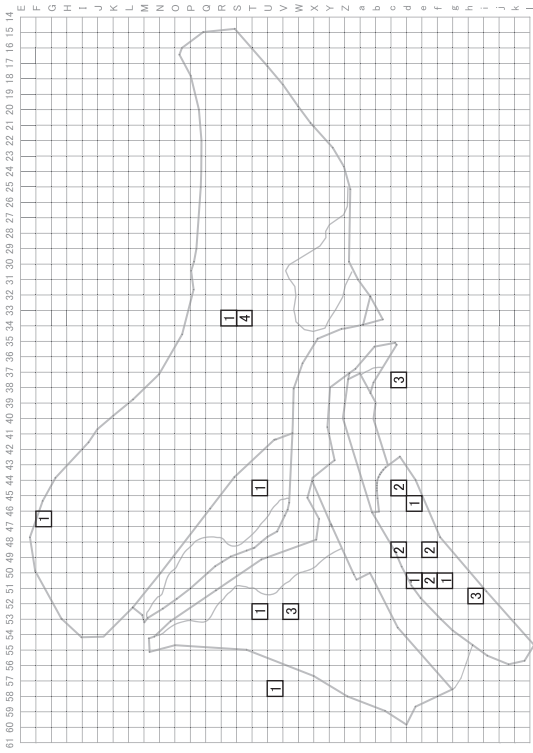 61 60 59 58 57 56 55 54 53 52 51 50 49 48 47 46 45 44 43 42 41 40 39 38 37 36 35 34 33 32 31 30 29 28 27 26 25 24 23 22 21 20 19 18 17 16 15 14
E
F
1
G
H
I
J
K
L
M
N
O
P
Q
R
1
S
4
T
1 1
U
1
V
3
W
X
Y
Z
a
b
c
2 2 3
d
1 1
e
2 2
f
1
g
h
3
i
j
k
l